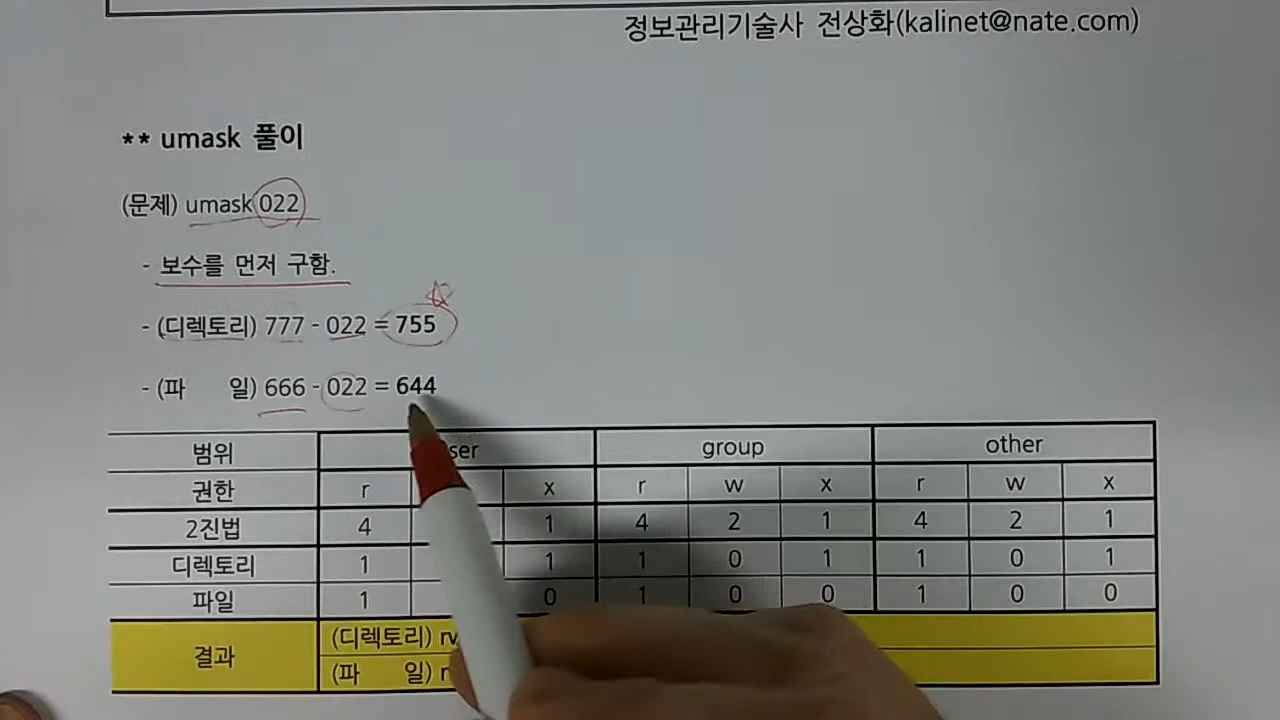 정보관리기술사 전상화(kalinet@nate.com)
** umask 풀이
(문제) umask 022
- 보수를 먼저 구함.
- (디렉토리) 777 - 022 = 755
- (파 일) 666 - 022 = 644
범위 group other
권한 r x r w x r w x
2진법 4 1 4 2 1 4 2 1
디렉토리 1 1 1 0 1 1 0 1
파일 1 0 1 0 0 1 0 0
결과 (디렉토리)
(파 일)